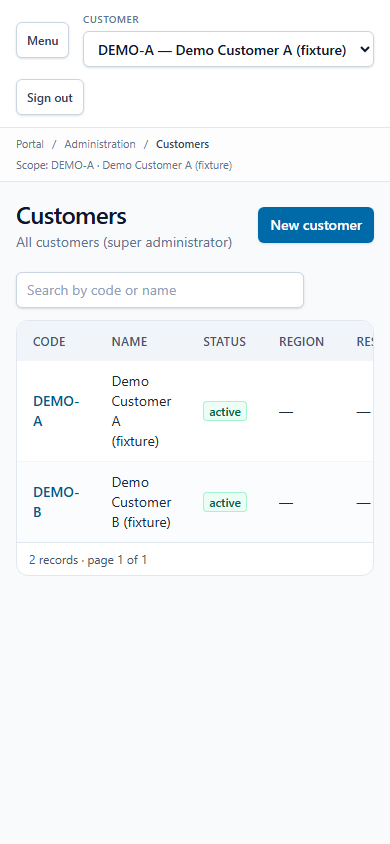 CUSTOMER
Menu
DEMO-A — Demo Customer A (fixture)
Sign out
Portal / Administration / Customers
Scope: DEMO-A · Demo Customer A (fixture)
Customers
All customers (super administrator)
New customer
Search by code or name
CODE NAME STATUS REGION RES
DEMO-
A
Demo
Customer
A
(fixture)
active
—
—
DEMO-
B
Demo
Customer
B (fixture)
active
—
—
2 records · page 1 of 1